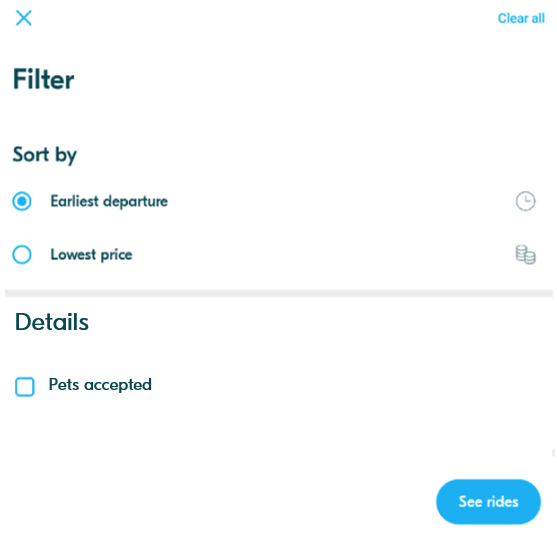 Clear all
Filter
Sort by
Earliest departure
Lowest price
Details
Pets accepted
See rides